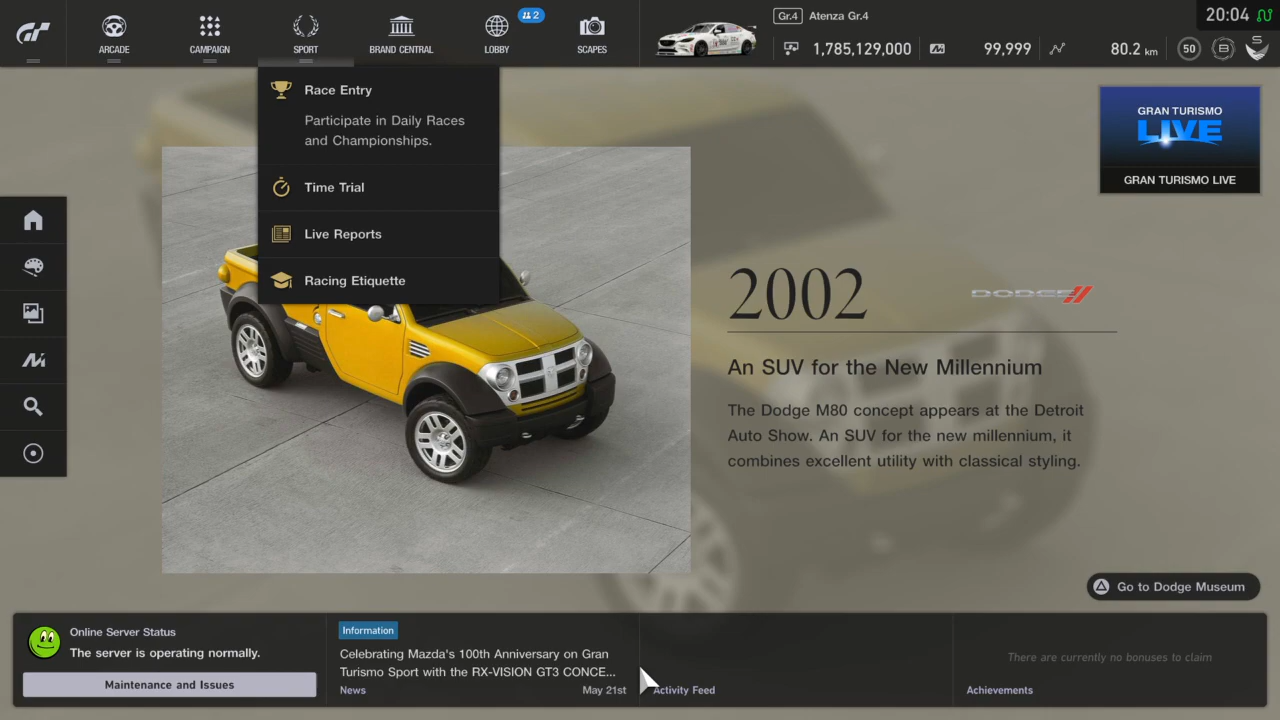 ARCADE
CAMPAIGN
SPORT
BRAND CENTRAL
LOBBY
2
SCAPES
Gr.4 Atenza Gr.4
1,785,129,000
99,999
80.2 km
50
B
S
20:04
Race Entry
Participate in Daily Races
and Championships.
Time Trial
Live Reports
Racing Etiquette
GRAN TURISMO
LIVE
GRAN TURISMO LIVE
2002
DODGE
An SUV for the New Millennium
The Dodge M80 concept appears at the Detroit
Auto Show. An SUV for the new millennium, it
combines excellent utility with classical styling.
Go to Dodge Museum
Online Server Status
The server is operating normally.
Maintenance and Issues
Information
Celebrating Mazda's 100th Anniversary on Gran
Turismo Sport with the RX-VISION GT3 CONCE...
News
May 21st
Activity Feed
There are currently no bonuses to claim
Achievements